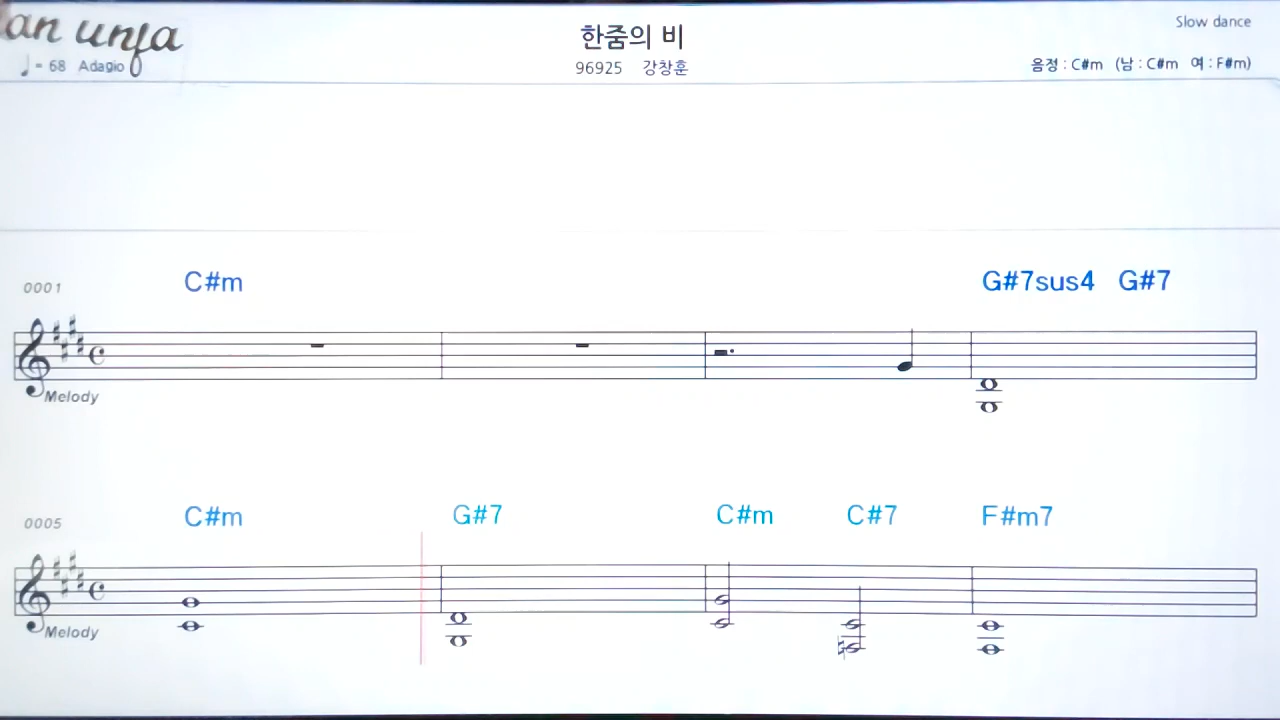 an unfa
Slow dance
한줌의 비
♩ = 68 Adagio
96925 강창훈
음정 : C#m (남 : C#m 여 : F#m)
0001
C#m G#7sus4 G#7
Melody
0005
C#m G#7 C#m C#7 F#m7
Melody